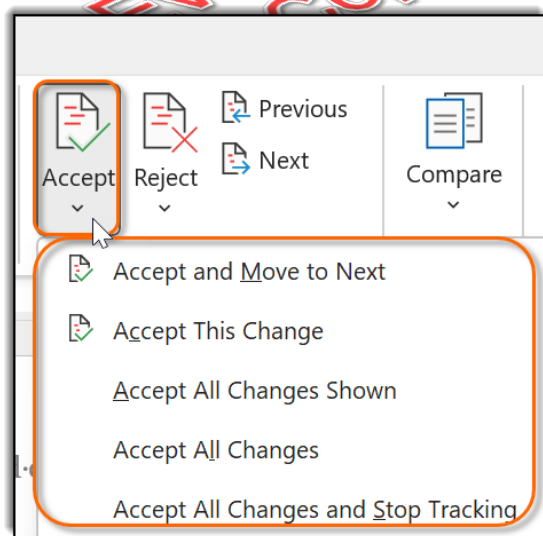 Previous
Next
Accept
Reject
Compare
Accept and Move to Next
Accept This Change
Accept All Changes Shown
Accept All Changes
Accept All Changes and Stop Tracking